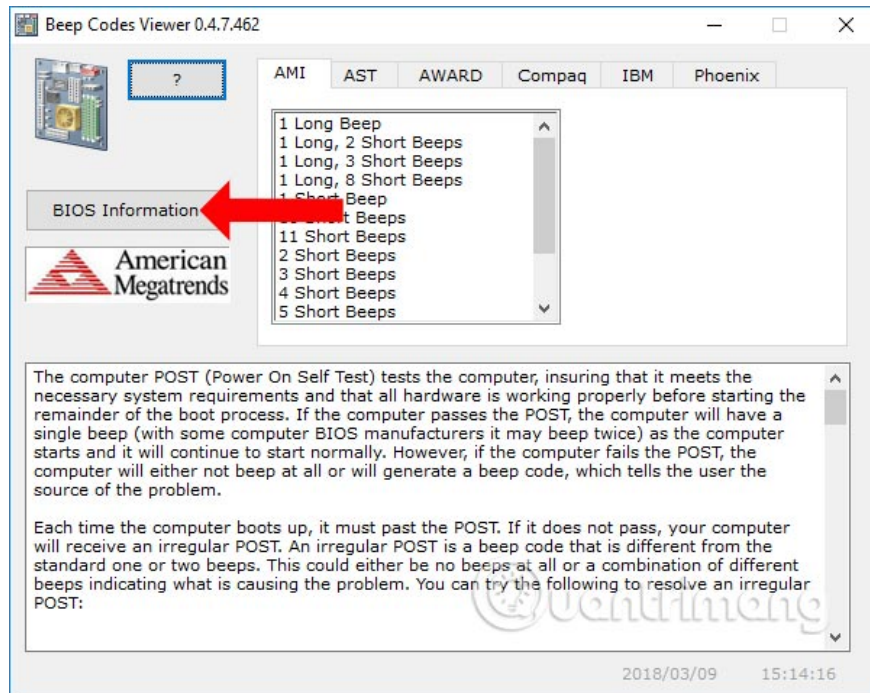 Beep Codes Viewer 0.4.7.462
?
AMI AST AWARD Compaq IBM Phoenix
1 Long Beep
1 Long, 2 Short Beeps
1 Long, 3 Short Beeps
1 Long, 8 Short Beeps
1 Short Beep
Short Beeps
11 Short Beeps
2 Short Beeps
3 Short Beeps
4 Short Beeps
5 Short Beeps
BIOS Information
American
Megatrends
The computer POST (Power On Self Test) tests the computer, insuring that it meets the
necessary system requirements and that all hardware is working properly before starting the
remainder of the boot process. If the computer passes the POST, the computer will have a
single beep (with some computer BIOS manufacturers it may beep twice) as the computer
starts and it will continue to start normally. However, if the computer fails the POST, the
computer will either not beep at all or will generate a beep code, which tells the user the
source of the problem.
Each time the computer boots up, it must past the POST. If it does not pass, your computer
will receive an irregular POST. An irregular POST is a beep code that is different from the
standard one or two beeps. This could either be no beeps at all or a combination of different
beeps indicating what is causing the problem. You can try the following to resolve an irregular
POST:
Quantrimang
2018/03/09 15:14:16